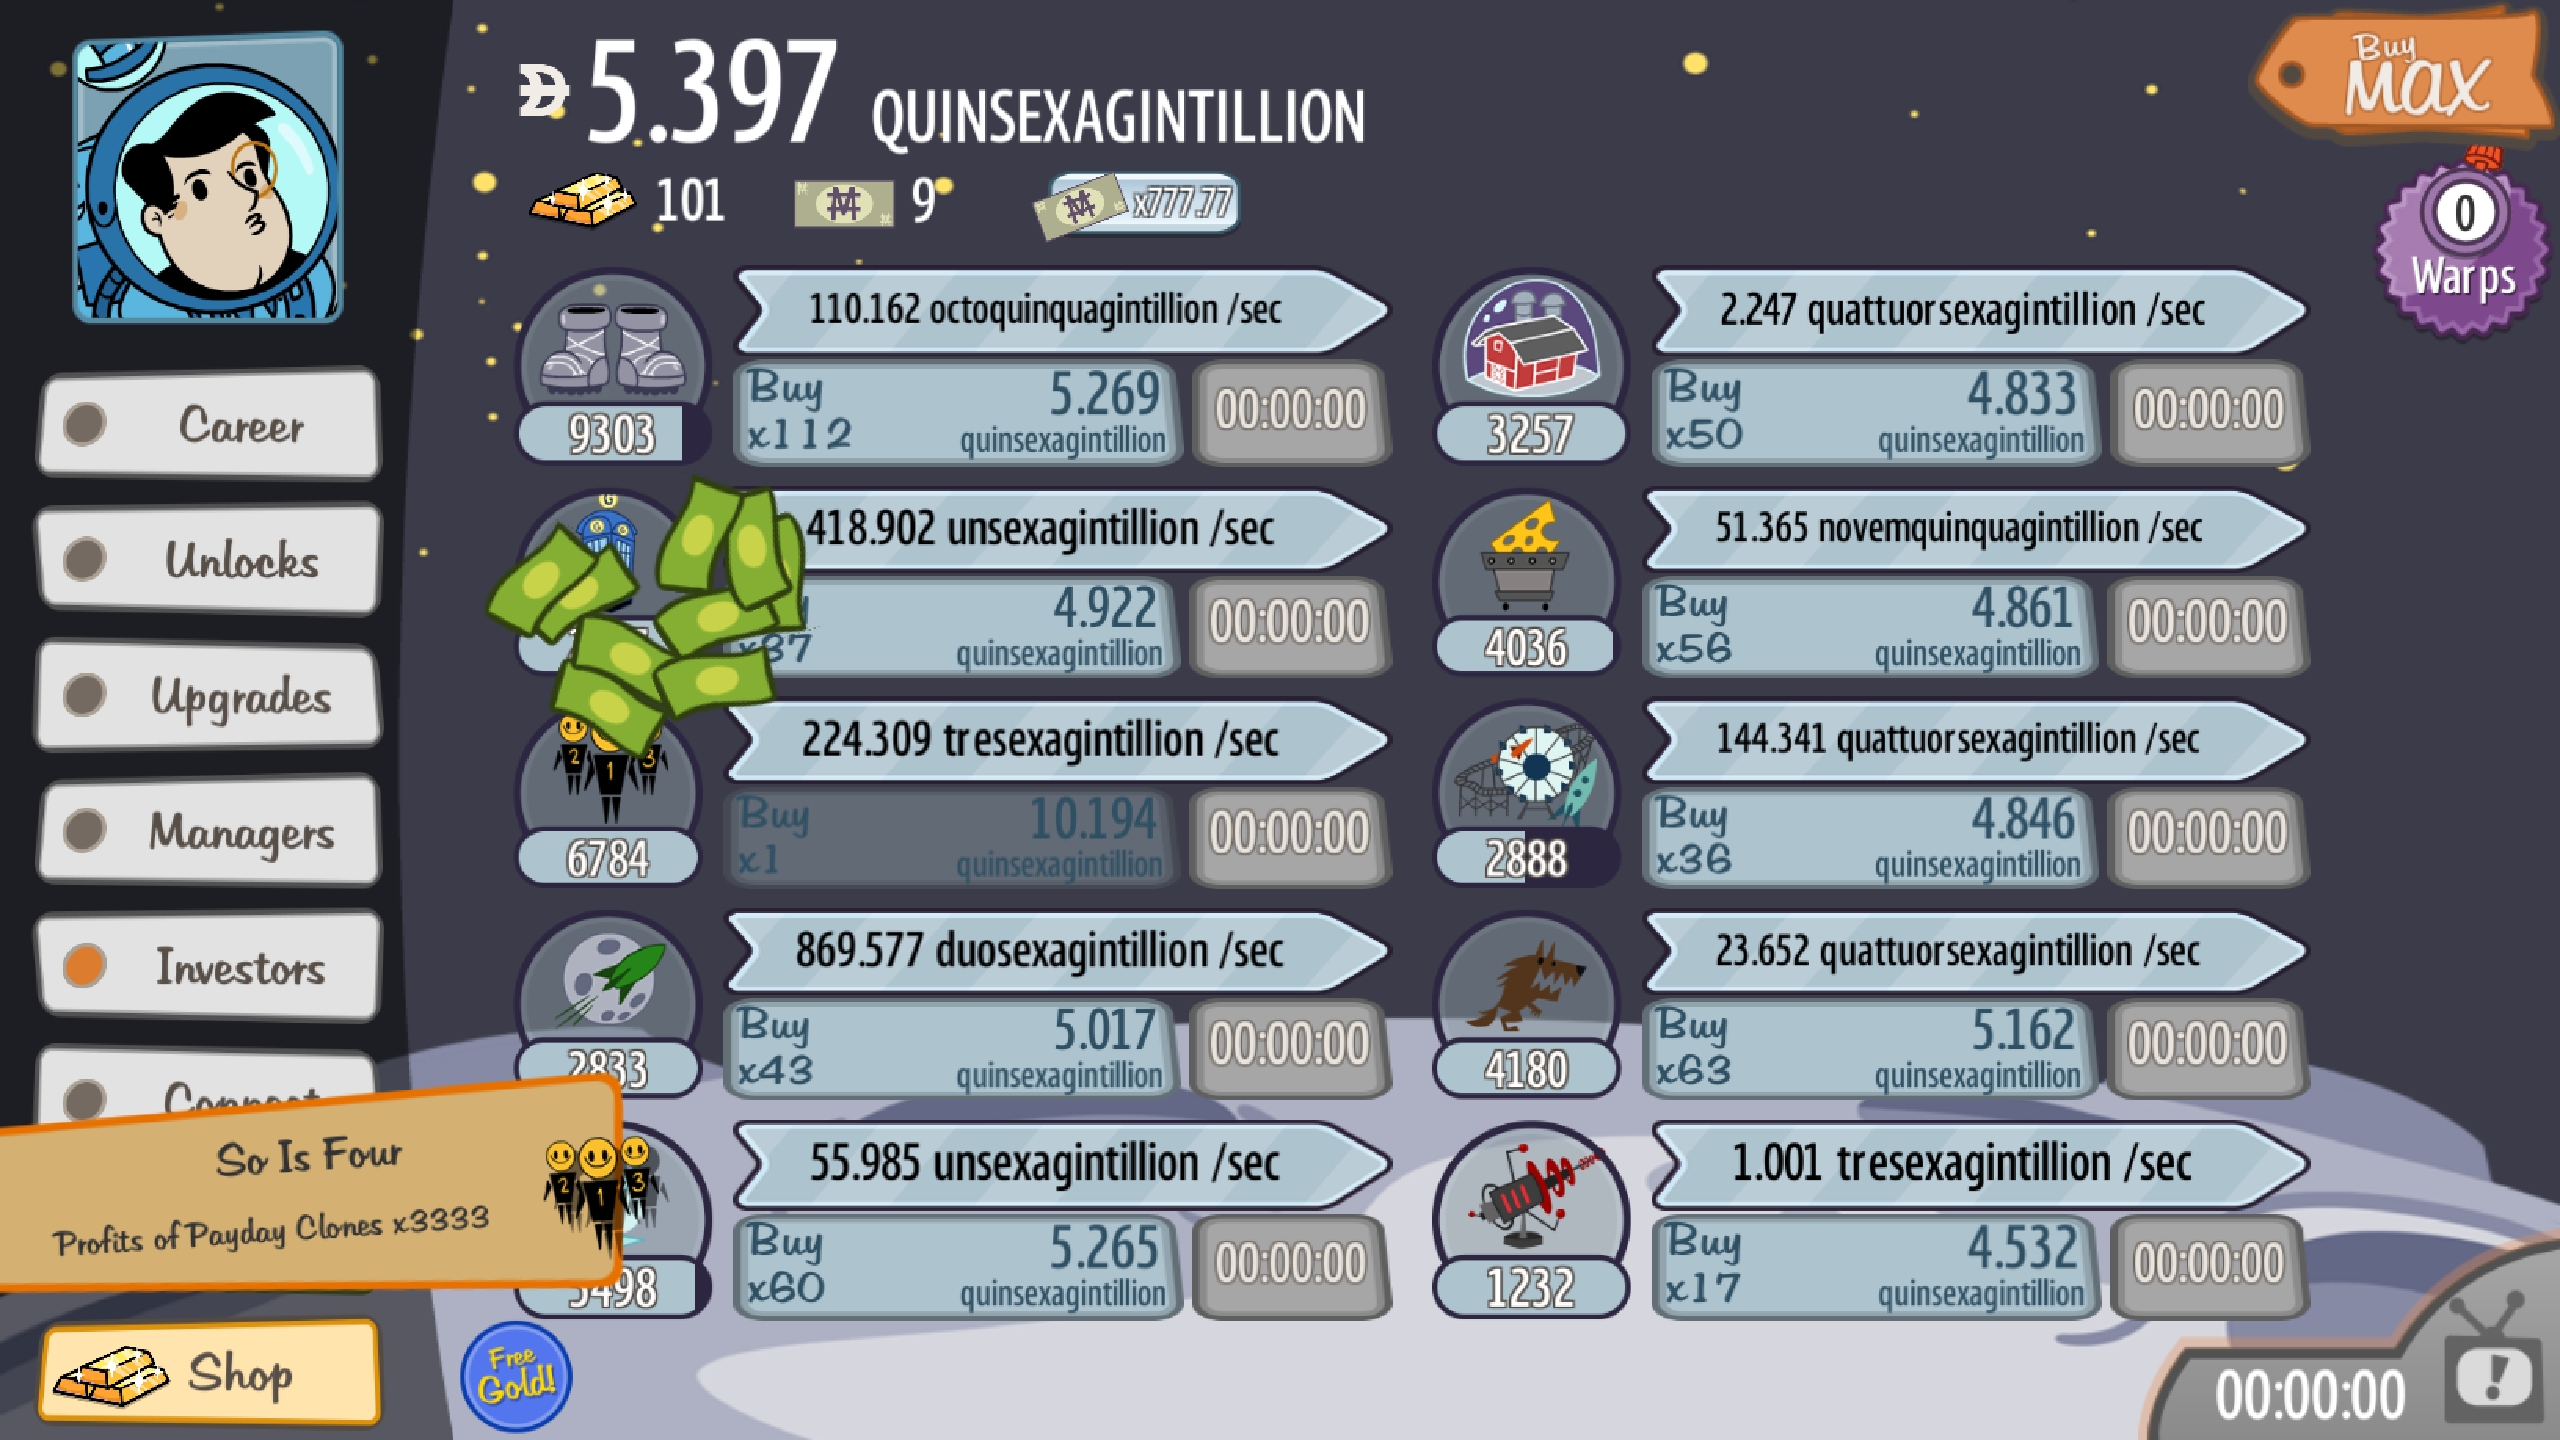 5.397 QUINSEXAGINTILLION
101
9
x777.77
Buy
MAX
0
Warps
Career
Unlocks
Upgrades
Managers
Investors
Connect
Shop
110.162 octoquinquagintillion /sec
9303
Buy
x112
5.269
quinsexagintillion
00:00:00
2.247 quattuorsexagintillion /sec
3257
Buy
x50
4.833
quinsexagintillion
00:00:00
418.902 unsexagintillion /sec
4.922
quinsexagintillion
00:00:00
51.365 novemquinquagintillion /sec
4036
Buy
x56
4.861
quinsexagintillion
00:00:00
224.309 tresexagintillion /sec
2 1 3
6784
Buy
x1
10.194
quinsexagintillion
00:00:00
144.341 quattuorsexagintillion /sec
2888
Buy
x36
4.846
quinsexagintillion
00:00:00
869.577 duosexagintillion /sec
2833
Buy
x43
5.017
quinsexagintillion
00:00:00
23.652 quattuorsexagintillion /sec
4180
Buy
x63
5.162
quinsexagintillion
00:00:00
So Is Four
Profits of Payday Clones x3333
2 1 3
55.985 unsexagintillion /sec
Buy
x60
5.265
quinsexagintillion
00:00:00
1.001 tresexagintillion /sec
1232
Buy
x17
4.532
quinsexagintillion
00:00:00
Free
Gold!
00:00:00
!